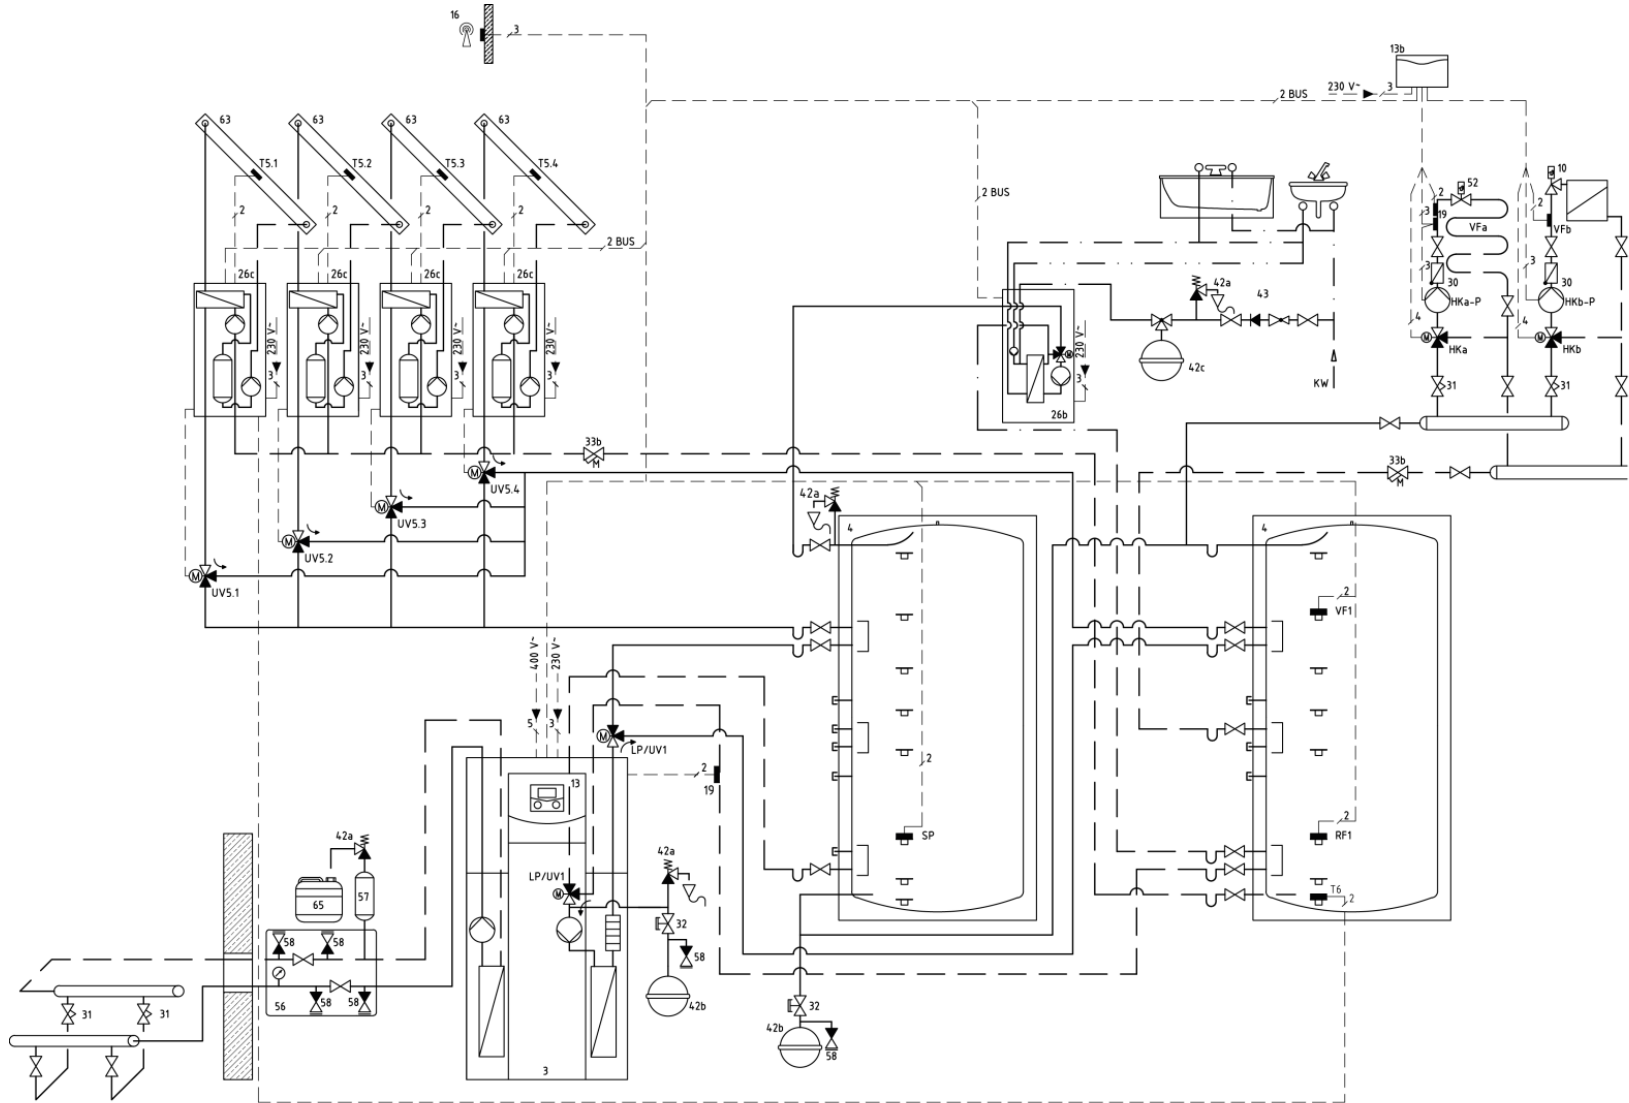 16
3
13b
230 V~
3
2 BUS
63
63
63
63
T5.1
T5.2
T5.3
T5.4
2
2
2
2
2 BUS
2 BUS
10
52
2
2
3
19
VFa
VFb
26c
26c
26c
26c
42a
43
3
3
30
30
HKa-P
HKb-P
4
4
230 V~
230 V~
230 V~
230 V~
230 V~
M
M
M
HKa
HKb
3
3
3
3
3
42c
KW
31
31
26b
33b
M
33b
M
M
UV5.4
42a
M
UV5.3
4
4
M
UV5.2
M
UV5.1
2
VF1
400 V~
230 V~
5
3
M
LP/UV1
2
19
2
13
SP
2
RF1
42a
42a
LP/UV1
M
65
57
T6
2
32
58
58
58
56
58
58
42b
32
31
31
42b
58
3